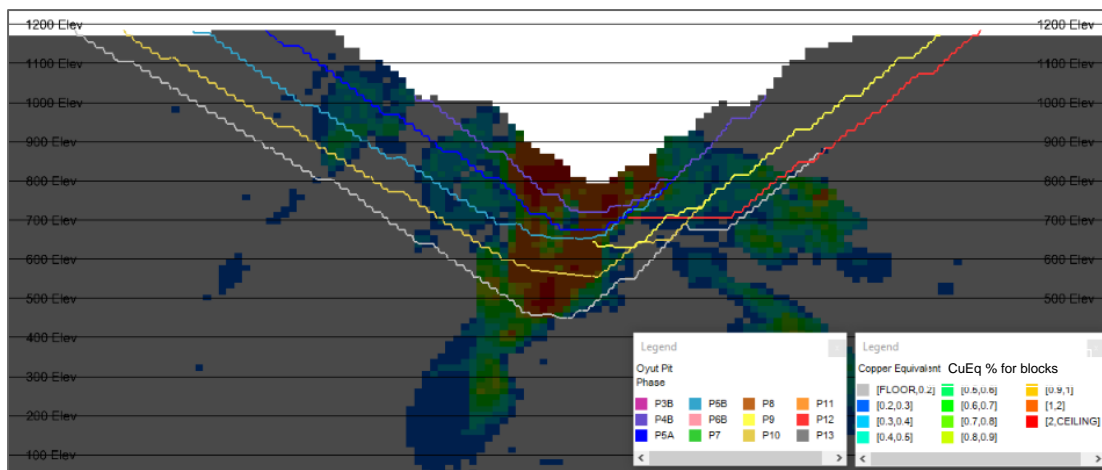 1200 Elev 1200 Elev
1100 Elev 1100 Elev
1000 Elev 1000 Elev
900 Elev 900 Elev
800 Elev 800 Elev
700 Elev 700 Elev
600 Elev 600 Elev
500 Elev 500 Elev
400 Elev
300 Elev
200 Elev
100 Elev
Legend
Oyut Pit
Phase
P3B P5B P8 P11
P4B P6B P9 P12
P5A P7 P10 P13
Legend
Copper Equivalent CuEq % for blocks
[FLOOR,0.2] [0.5,0.6] [0.9,1]
[0.2,0.3] [0.6,0.7] [1,2]
[0.3,0.4] [0.7,0.8] [2,CEILING]
[0.4,0.5] [0.8,0.9]